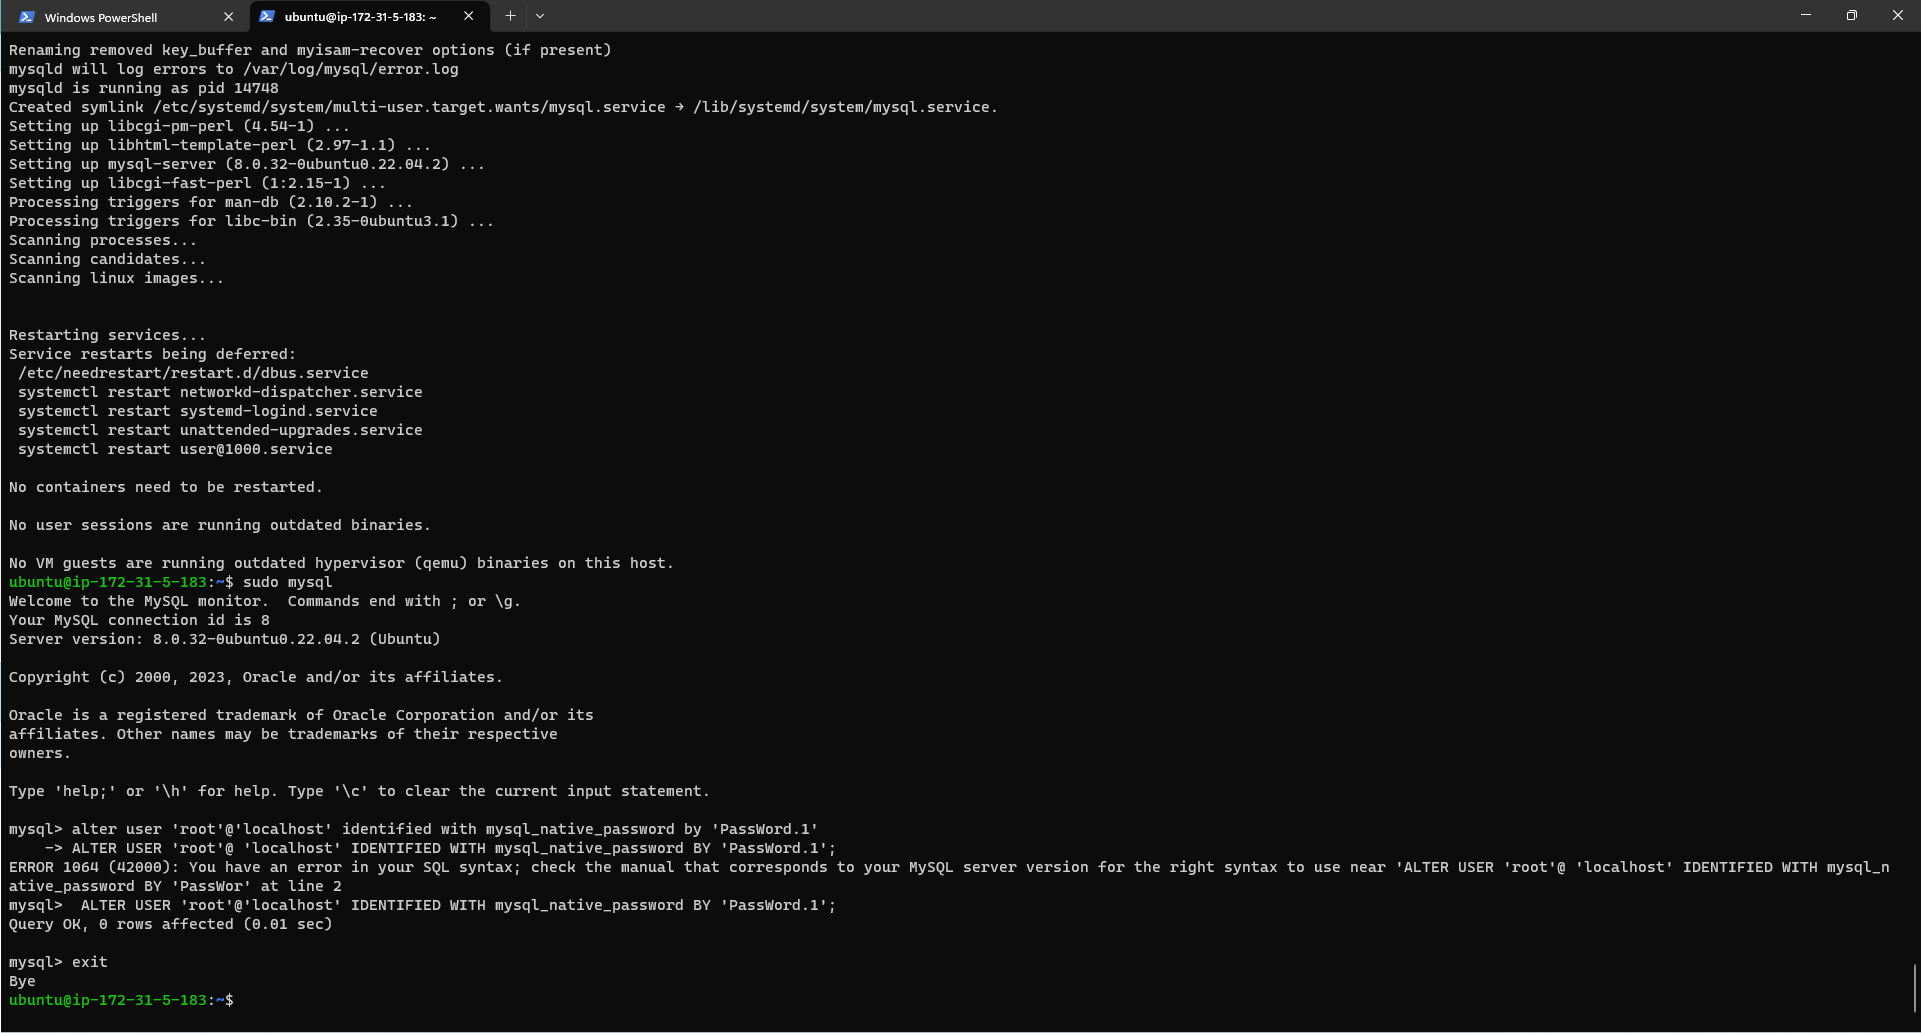 Windows PowerShell
ubuntu@ip-172-31-5-183: ~
Renaming removed key_buffer and myisam-recover options (if present)
mysqld will log errors to /var/log/mysql/error.log
mysqld is running as pid 14748
Created symlink /etc/systemd/system/multi-user.target.wants/mysql.service → /lib/systemd/system/mysql.service.
Setting up libcgi-pm-perl (4.54-1) ...
Setting up libhtml-template-perl (2.97-1.1) ...
Setting up mysql-server (8.0.32-0ubuntu0.22.04.2) ...
Setting up libcgi-fast-perl (1:2.15-1) ...
Processing triggers for man-db (2.10.2-1) ...
Processing triggers for libc-bin (2.35-0ubuntu3.1) ...
Scanning processes...
Scanning candidates...
Scanning linux images...
Restarting services...
Service restarts being deferred:
 /etc/needrestart/restart.d/dbus.service
 systemctl restart networkd-dispatcher.service
 systemctl restart systemd-logind.service
 systemctl restart unattended-upgrades.service
 systemctl restart user@1000.service
No containers need to be restarted.
No user sessions are running outdated binaries.
No VM guests are running outdated hypervisor (qemu) binaries on this host.
ubuntu@ip-172-31-5-183:~$ sudo mysql
Welcome to the MySQL monitor.  Commands end with ; or \g.
Your MySQL connection id is 8
Server version: 8.0.32-0ubuntu0.22.04.2 (Ubuntu)
Copyright (c) 2000, 2023, Oracle and/or its affiliates.
Oracle is a registered trademark of Oracle Corporation and/or its
affiliates. Other names may be trademarks of their respective
owners.
Type 'help;' or '\h' for help. Type '\c' to clear the current input statement.
mysql> alter user 'root'@'localhost' identified with mysql_native_password by 'PassWord.1'
    -> ALTER USER 'root'@ 'localhost' IDENTIFIED WITH mysql_native_password BY 'PassWord.1';
ERROR 1064 (42000): You have an error in your SQL syntax; check the manual that corresponds to your MySQL server version for the right syntax to use near 'ALTER USER 'root'@ 'localhost' IDENTIFIED WITH mysql_n
ative_password BY 'PassWor' at line 2
mysql>  ALTER USER 'root'@'localhost' IDENTIFIED WITH mysql_native_password BY 'PassWord.1';
Query OK, 0 rows affected (0.01 sec)
mysql> exit
Bye
ubuntu@ip-172-31-5-183:~$